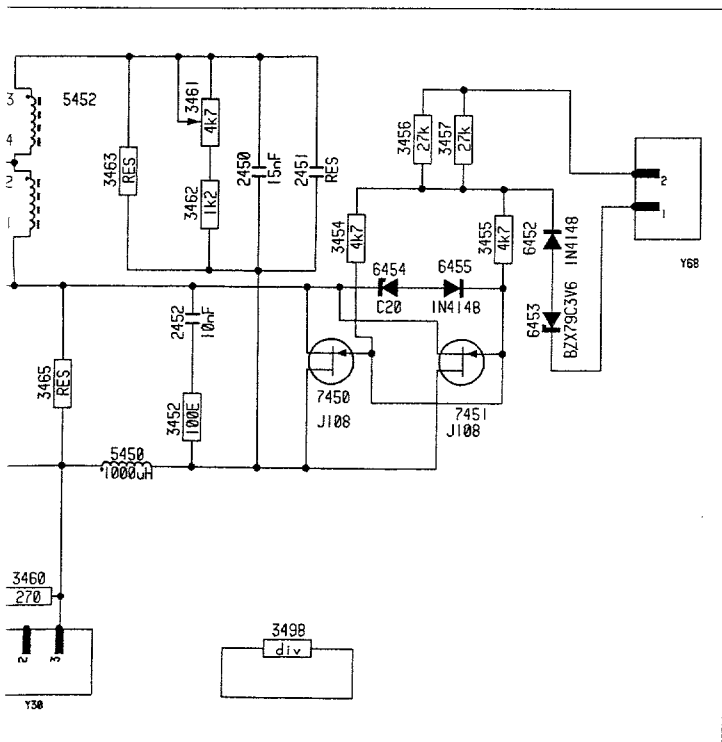 3
5452
4
2
1
3463
RES
3461
4k7
3462
1k2
2450
15nF
2451
RES
3456
27k
3457
27k
2
1
Y68
3454
4k7
3455
4k7
6452
1N4148
6454
C20
6455
1N4148
6453
BZX79C3V6
2452
10nF
3465
RES
3452
100E
7450
J108
7451
J108
5450
1000uH
3460
270
2
3
Y30
3498
div